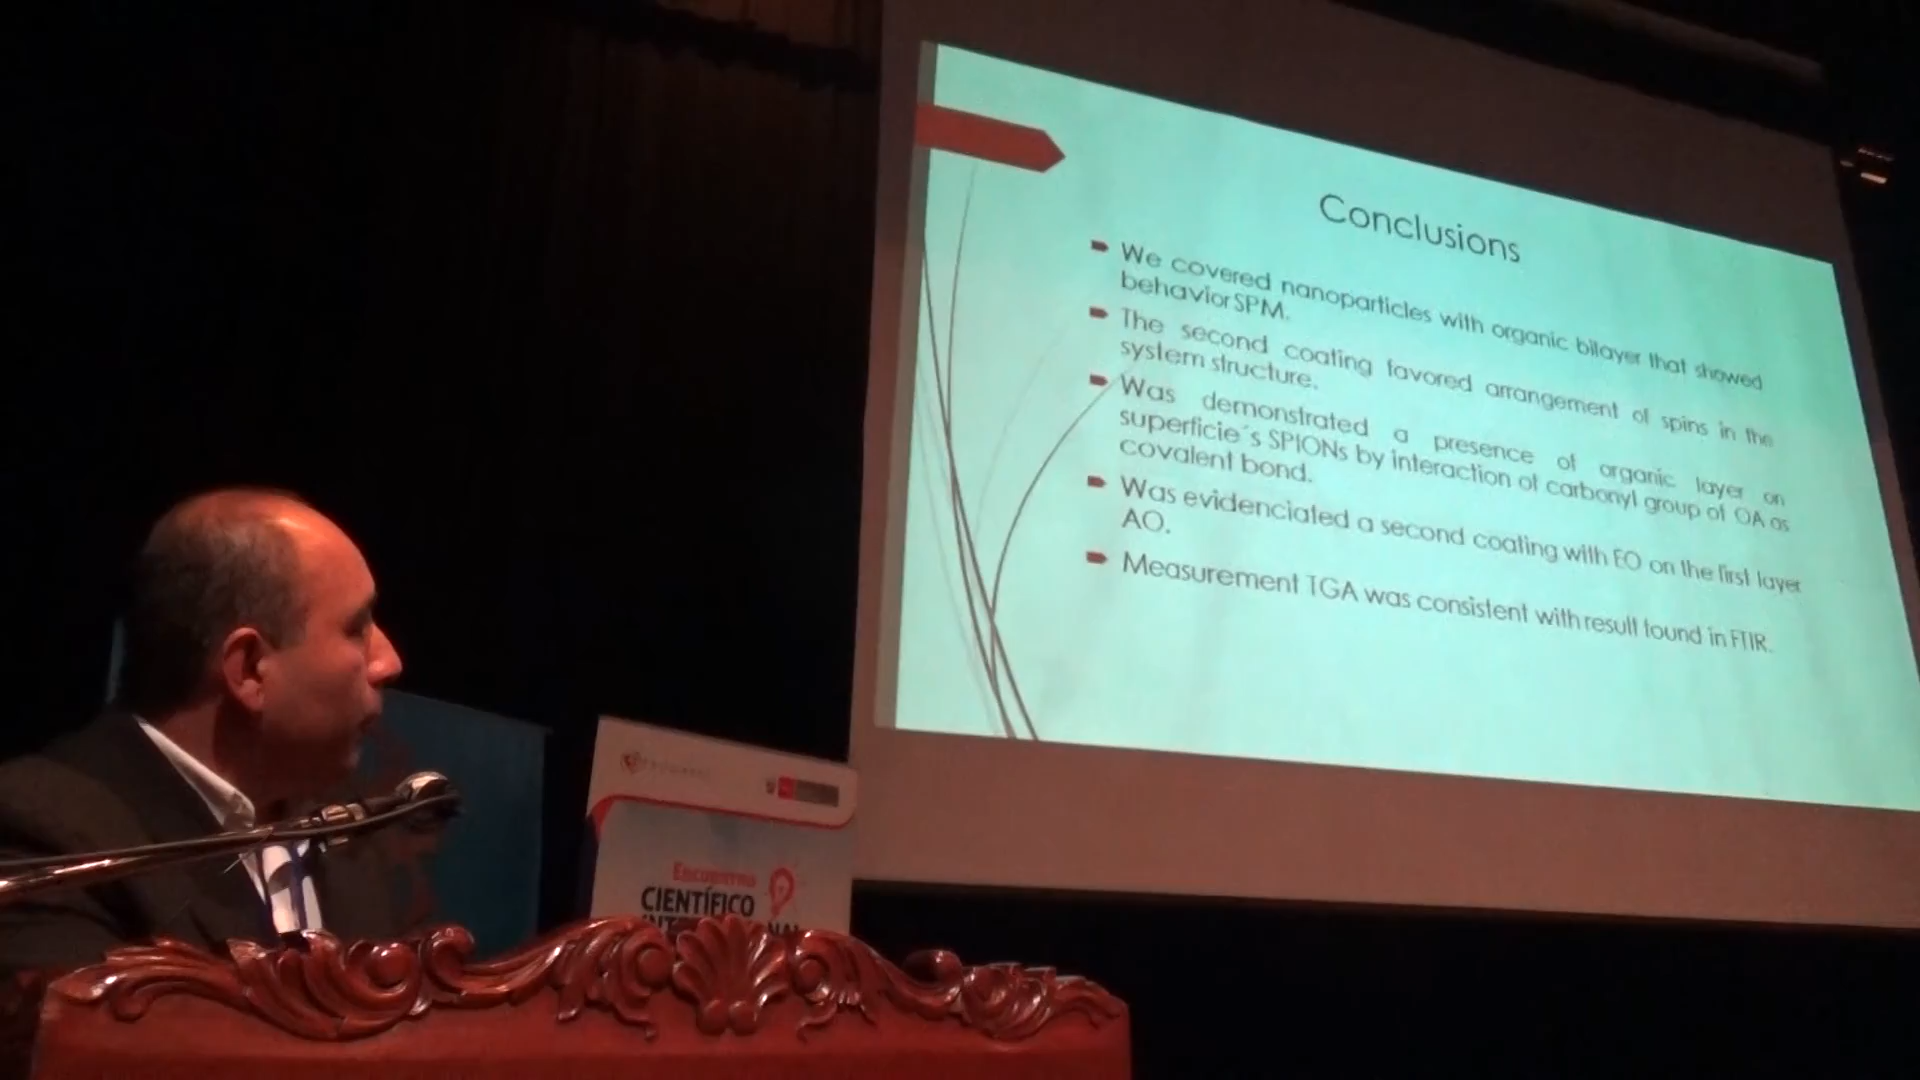 Conclusions
We covered nanoparticles with organic bilayer that showed
behavior SPM.
The second coating favored arrangement of spins in the
system structure.
Was demonstrated a presence of organic layer on
superficie´s SPIONs by interaction of carbonyl group of OA as
covalent bond.
Was evidenciated a second coating with EO on the first layer
AO.
Measurement TGA was consistent with result found in FTIR.
Encuentro
CIENTÍFICO